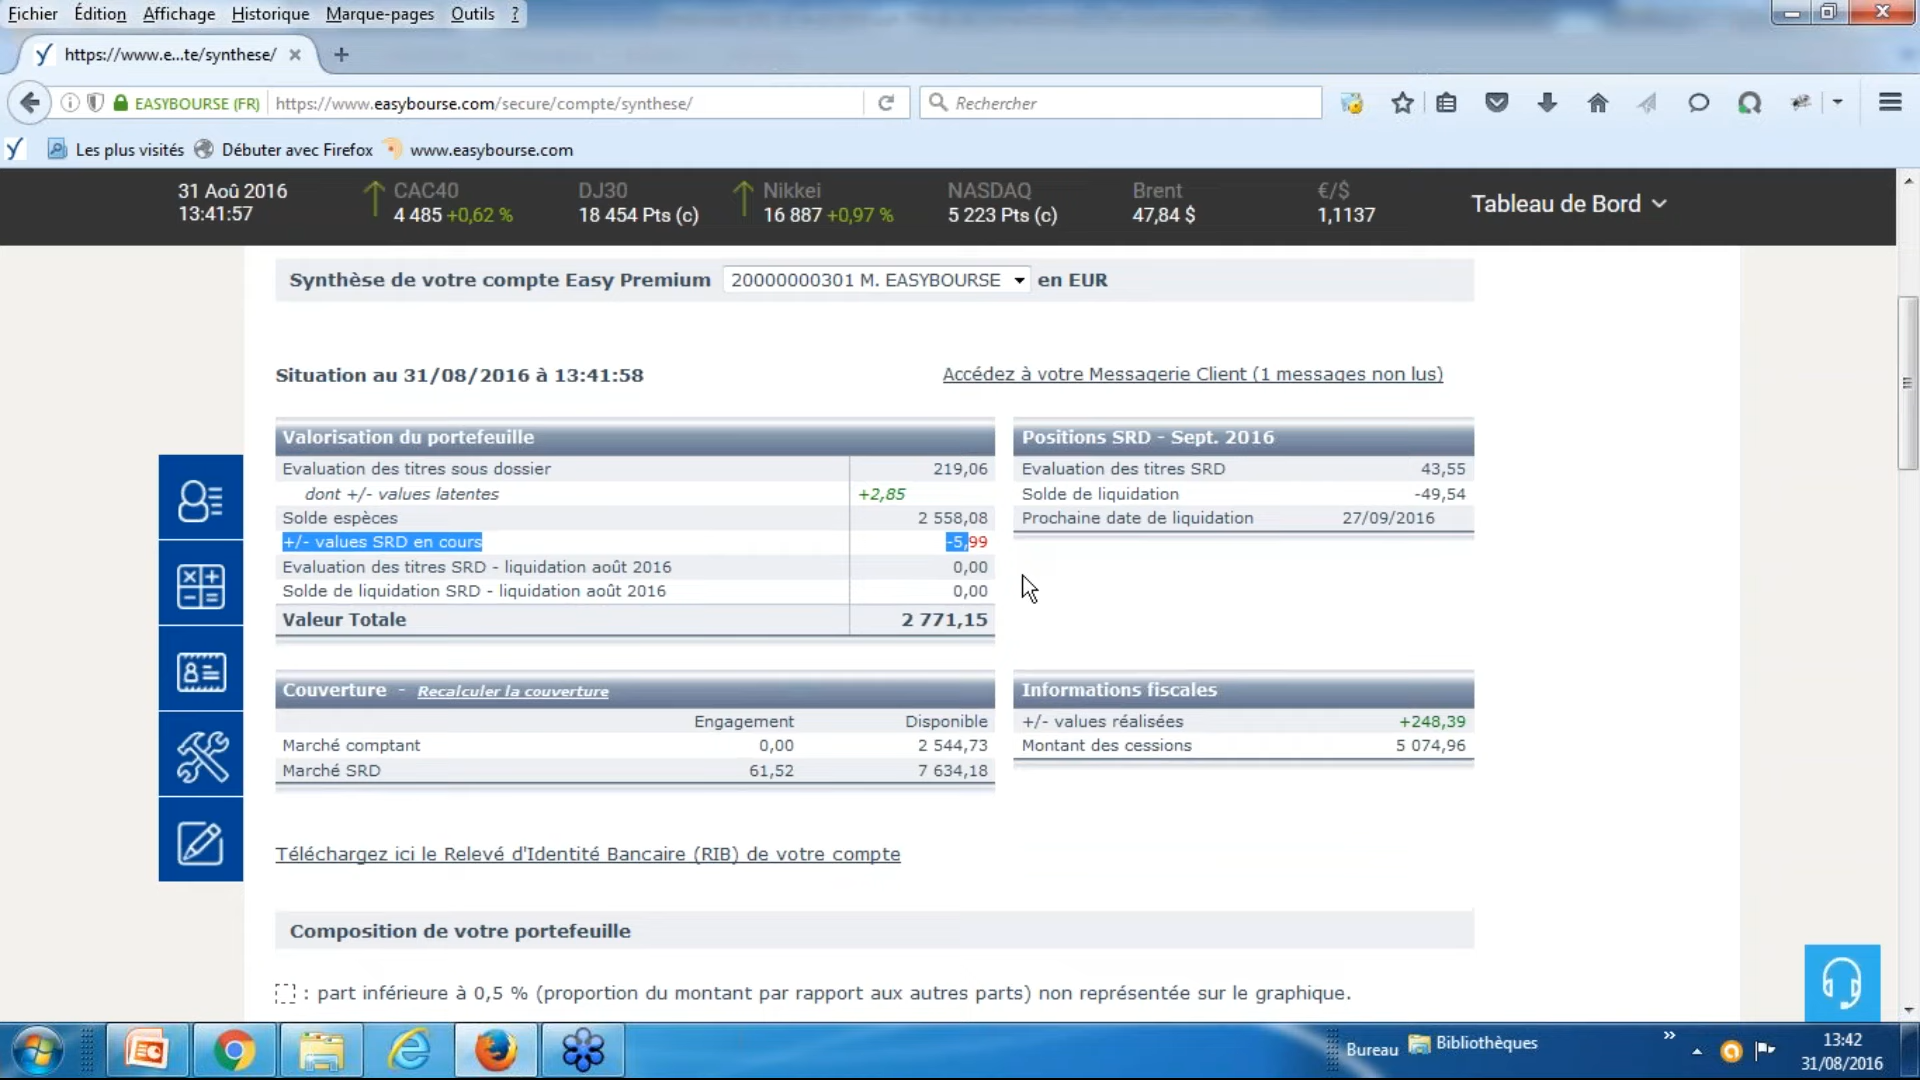 Fichier Édition Affichage Historique Marque-pages Outils ?
https://www.e...te/synthese/
EASYBOURSE (FR) https://www.easybourse.com/secure/compte/synthese/ Rechercher
Les plus visités Débuter avec Firefox www.easybourse.com
31 Aoû 2016 CAC40 DJ30 Nikkei NASDAQ Brent €/$ Tableau de Bord
13:41:57 4 485 +0,62 % 18 454 Pts (c) 16 887 +0,97 % 5 223 Pts (c) 47,84 $ 1,1137
Synthèse de votre compte Easy Premium 20000000301 M. EASYBOURSE en EUR
Situation au 31/08/2016 à 13:41:58 Accédez à votre Messagerie Client (1 messages non lus)
Valorisation du portefeuille
Evaluation des titres sous dossier 219,06
dont +/- values latentes +2,85
Solde espèces 2 558,08
+/- values SRD en cours -5,99
Evaluation des titres SRD - liquidation août 2016 0,00
Solde de liquidation SRD - liquidation août 2016 0,00
Valeur Totale 2 771,15
Positions SRD - Sept. 2016
Evaluation des titres SRD 43,55
Solde de liquidation -49,54
Prochaine date de liquidation 27/09/2016
Couverture - Recalculer la couverture
Engagement Disponible
Marché comptant 0,00 2 544,73
Marché SRD 61,52 7 634,18
Informations fiscales
+/- values réalisées +248,39
Montant des cessions 5 074,96
Téléchargez ici le Relevé d'Identité Bancaire (RIB) de votre compte
Composition de votre portefeuille
: part inférieure à 0,5 % (proportion du montant par rapport aux autres parts) non représentée sur le graphique.
Bureau Bibliothèques
13:42
31/08/2016